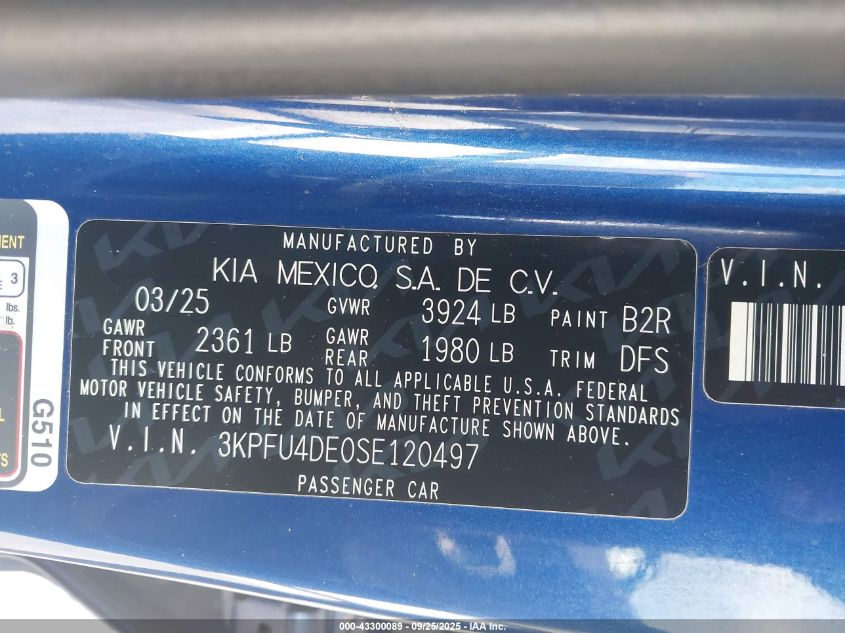 MANUFACTURED BY
KIA MEXICO, S.A. DE C.V.
03/25 GVWR 3924 LB PAINT B2R
GAWR FRONT 2361 LB GAWR REAR 1980 LB TRIM DFS
THIS VEHICLE CONFORMS TO ALL APPLICABLE U.S.A. FEDERAL
MOTOR VEHICLE SAFETY, BUMPER, AND THEFT PREVENTION STANDARDS
IN EFFECT ON THE DATE OF MANUFACTURE SHOWN ABOVE.
V.I.N. 3KPFU4DE0SE120497
PASSENGER CAR
G510
3
lbs.
lb.
V.I.N.
000-43300089 - 09/25/2025 - IAA Inc.